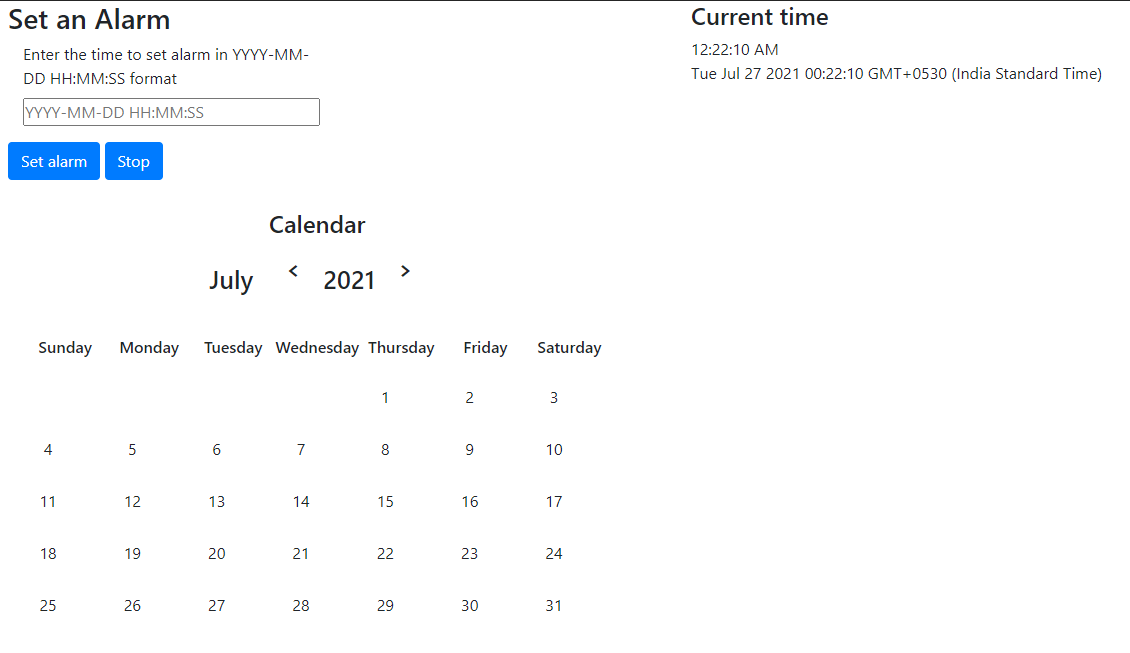 Set an Alarm
Enter the time to set alarm in YYYY-MM-
DD HH:MM:SS format
YYYY-MM-DD HH:MM:SS
Set alarm Stop
Current time
12:22:10 AM
Tue Jul 27 2021 00:22:10 GMT+0530 (India Standard Time)
Calendar
July < 2021 >
Sunday Monday Tuesday Wednesday Thursday Friday Saturday
1 2 3
4 5 6 7 8 9 10
11 12 13 14 15 16 17
18 19 20 21 22 23 24
25 26 27 28 29 30 31